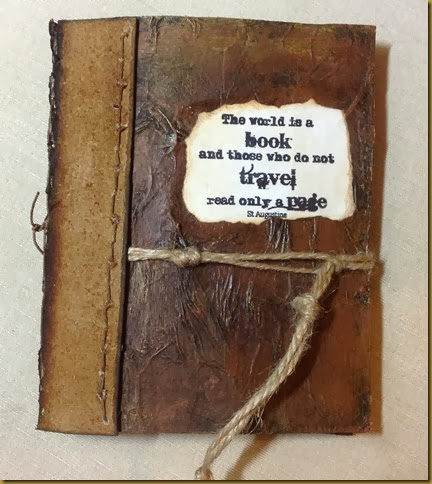 The world is a
book
and those who do not
travel
read only a page
St Augustine